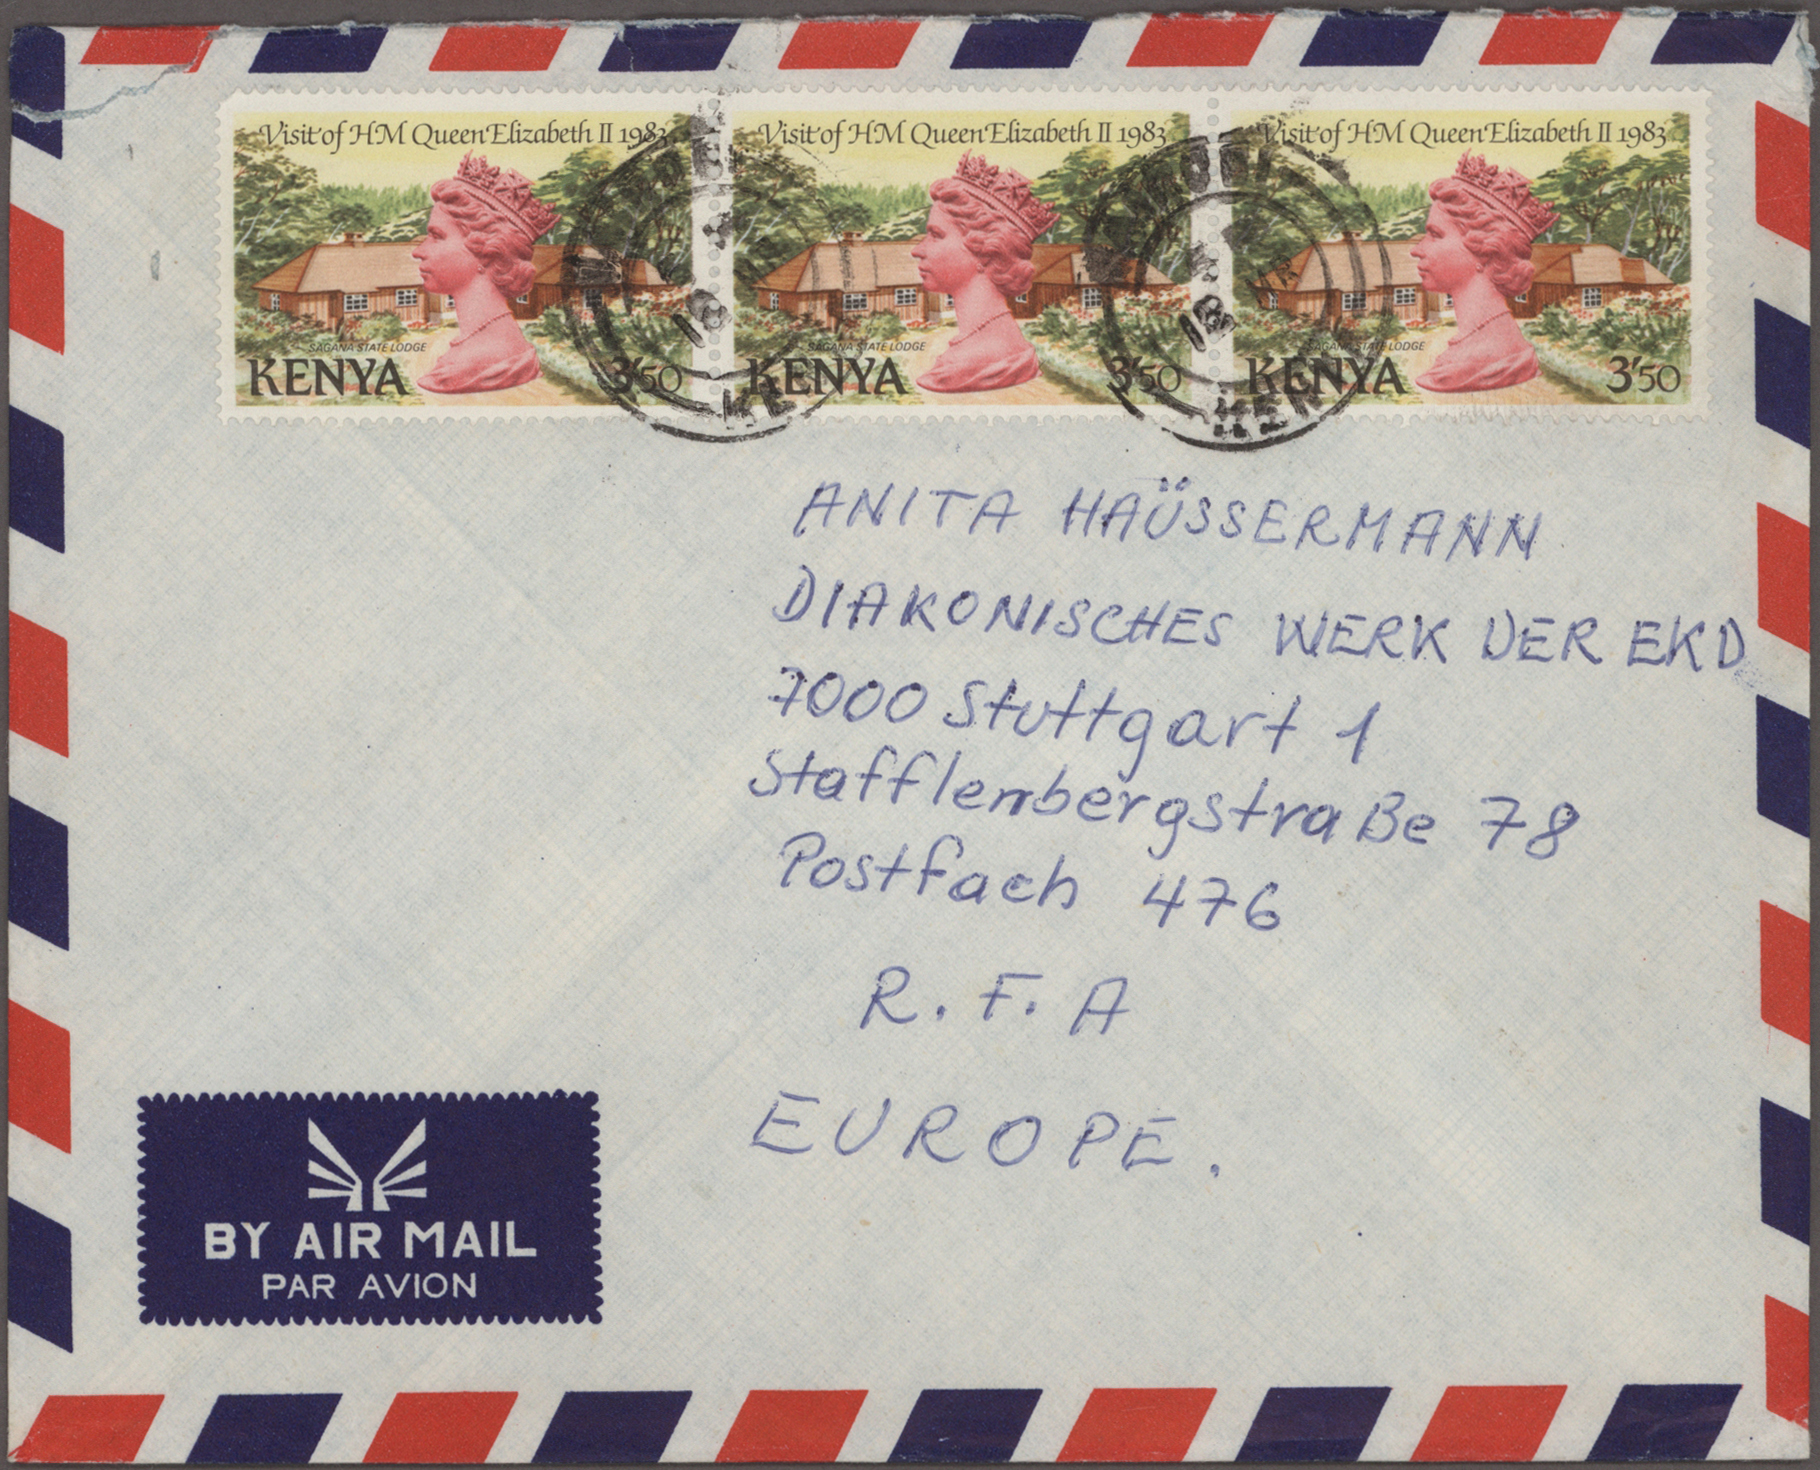 Visit of HM Queen Elizabeth II 1983
SAGANA STATE LODGE
KENYA 3'50
Visit of HM Queen Elizabeth II 1983
SAGANA STATE LODGE
KENYA 3'50
Visit of HM Queen Elizabeth II 1983
SAGANA STATE LODGE
KENYA 3'50
ANITA HAÜSSERMANN
DIAKONISCHES WERK DER EKD
7000 Stuttgart 1
Stafflenbergstraße 78
Postfach 476
R.F.A
EUROPE.
BY AIR MAIL
PAR AVION